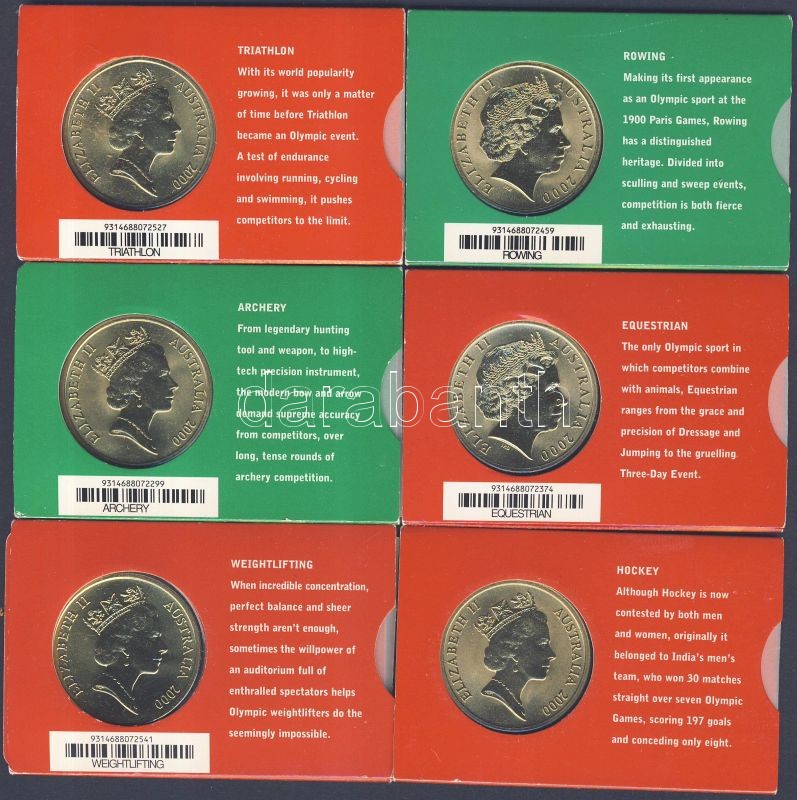 TRIATHLON
With its world popularity
growing, it was only a matter
of time before Triathlon
became an Olympic event.
A test of endurance
involving running, cycling
and swimming, it pushes
competitors to the limit.
ELIZABETH II AUSTRALIA 2000
9314688072527
TRIATHLON
ROWING
Making its first appearance
as an Olympic sport at the
1900 Paris Games, Rowing
has a distinguished
heritage. Divided into
sculling and sweep events,
competition is both fierce
and exhausting.
ELIZABETH II AUSTRALIA 2000
9314688072459
ROWING
ARCHERY
From legendary hunting
tool and weapon, to high-
tech precision instrument,
the modern bow and arrow
demand supreme accuracy
from competitors, over
long, tense rounds of
archery competition.
ELIZABETH II AUSTRALIA 2000
9314688072299
ARCHERY
EQUESTRIAN
The only Olympic sport in
which competitors combine
with animals, Equestrian
ranges from the grace and
precision of Dressage and
Jumping to the gruelling
Three-Day Event.
ELIZABETH II AUSTRALIA 2000
9314688072374
EQUESTRIAN
darabanth
WEIGHTLIFTING
When incredible concentration,
perfect balance and sheer
strength aren't enough,
sometimes the willpower of
an auditorium full of
enthralled spectators helps
Olympic weightlifters do the
seemingly impossible.
ELIZABETH II AUSTRALIA 2000
9314688072541
WEIGHTLIFTING
HOCKEY
Although Hockey is now
contested by both men
and women, originally it
belonged to India's men's
team, who won 30 matches
straight over seven Olympic
Games, scoring 197 goals
and conceding only eight.
ELIZABETH II AUSTRALIA 2000